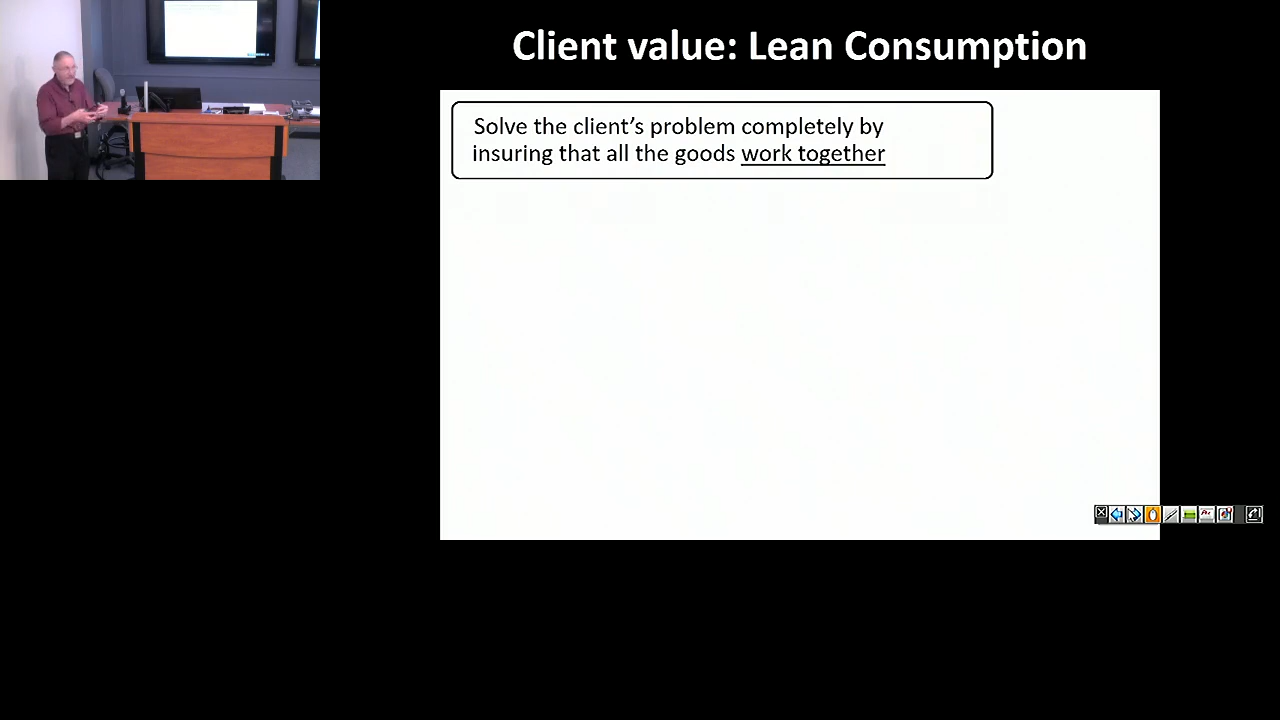 Client value: Lean Consumption
Solve the client’s problem completely by
insuring that all the goods work together